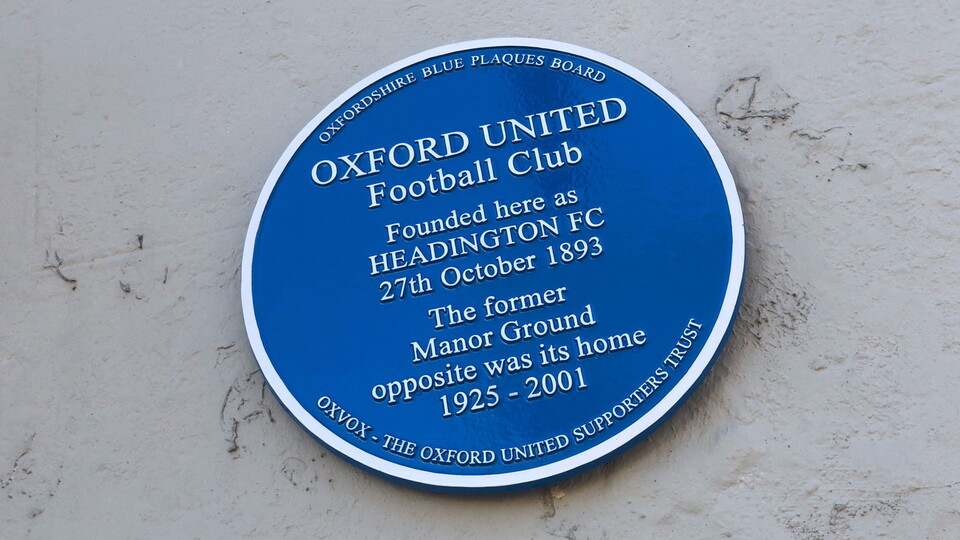 OXFORDSHIRE BLUE PLAQUES BOARD
OXFORD UNITED
Football Club
Founded here as
HEADINGTON FC
27th October 1893
The former
Manor Ground
opposite was its home
1925 - 2001
OXVOX - THE OXFORD UNITED SUPPORTERS TRUST